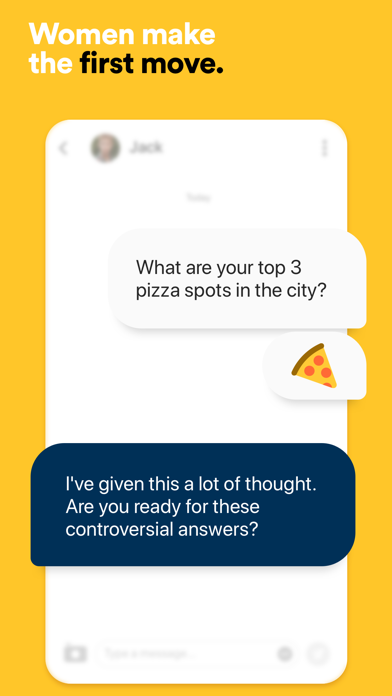 Women make
the first move.
Jack
Today
What are your top 3
pizza spots in the city?
I've given this a lot of thought.
Are you ready for these
controversial answers?
Type a message...